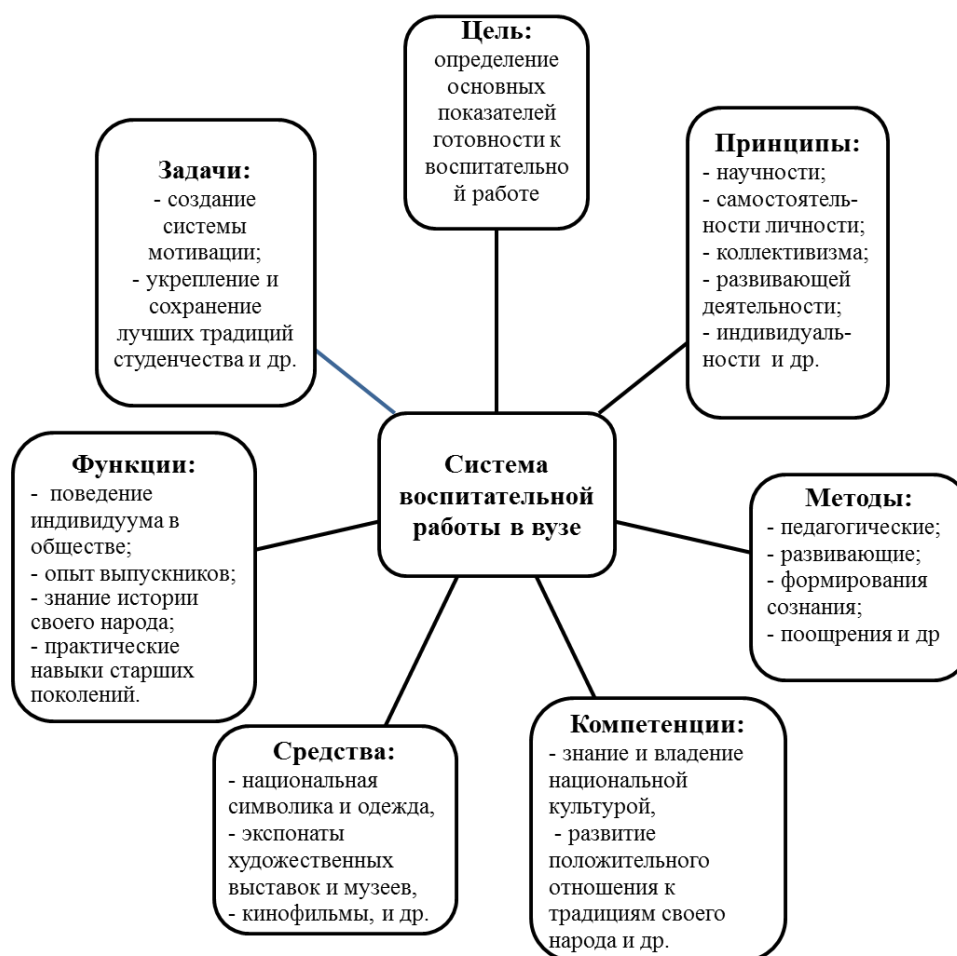 Цель:
определение
основных
показателей
готовности к
воспитательно
й работе
Задачи:
- создание
системы
мотивации;
- укрепление и
сохранение
лучших традиций
студенчества и др.
Принципы:
- научности;
- самостоятель-
ности личности;
- коллективизма;
- развивающей
деятельности;
- индивидуаль-
ности и др.
Система
воспитательной
работы в вузе
Функции:
- поведение
индивидуума в
обществе;
- опыт выпускников;
- знание истории
своего народа;
- практические
навыки старших
поколений.
Методы:
- педагогические;
- развивающие;
- формирования
сознания;
- поощрения и др
Средства:
- национальная
символика и одежда,
- экспонаты
художественных
выставок и музеев,
- кинофильмы, и др.
Компетенции:
- знание и владение
национальной
культурой,
- развитие
положительного
отношения к
традициям своего
народа и др.